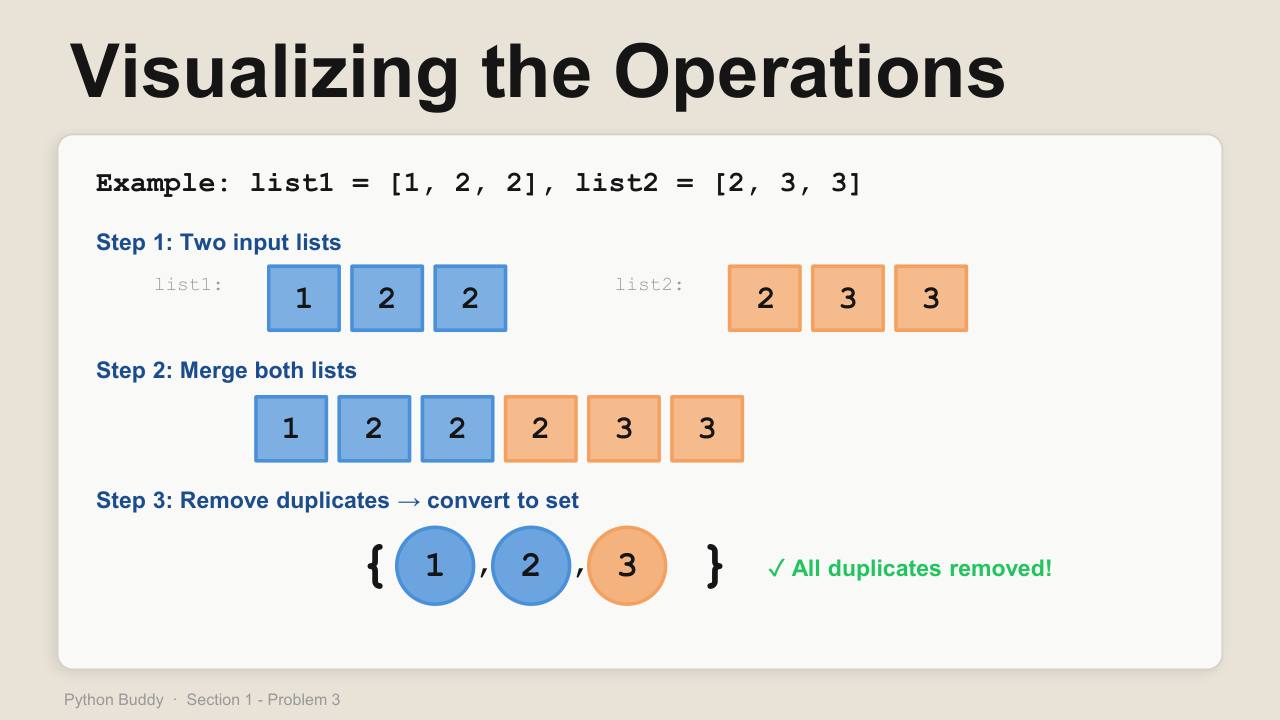 Visualizing the Operations
Example: list1 = [1, 2, 2], list2 = [2, 3, 3]
Step 1: Two input lists
list1: 1 2 2 list2: 2 3 3
Step 2: Merge both lists
1 2 2 2 3 3
Step 3: Remove duplicates → convert to set
{ 1 , 2 , 3 } ✓ All duplicates removed!
Python Buddy · Section 1 - Problem 3